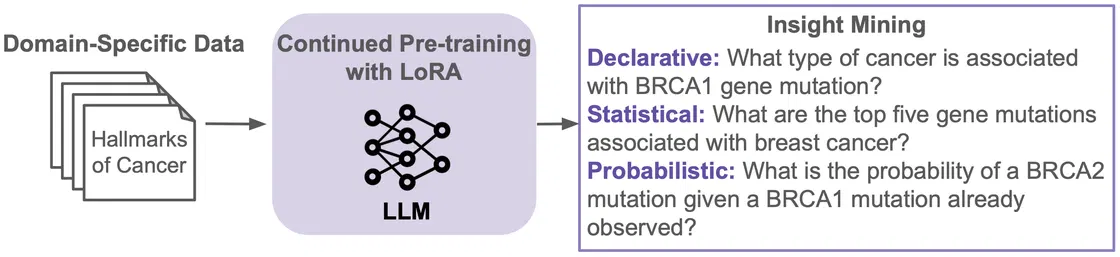 Domain-Specific Data
Hallmarks
of Cancer
Continued Pre-training
with LoRA
LLM
Insight Mining
Declarative: What type of cancer is associated
with BRCA1 gene mutation?
Statistical: What are the top five gene mutations
associated with breast cancer?
Probabilistic: What is the probability of a BRCA2
mutation given a BRCA1 mutation already
observed?